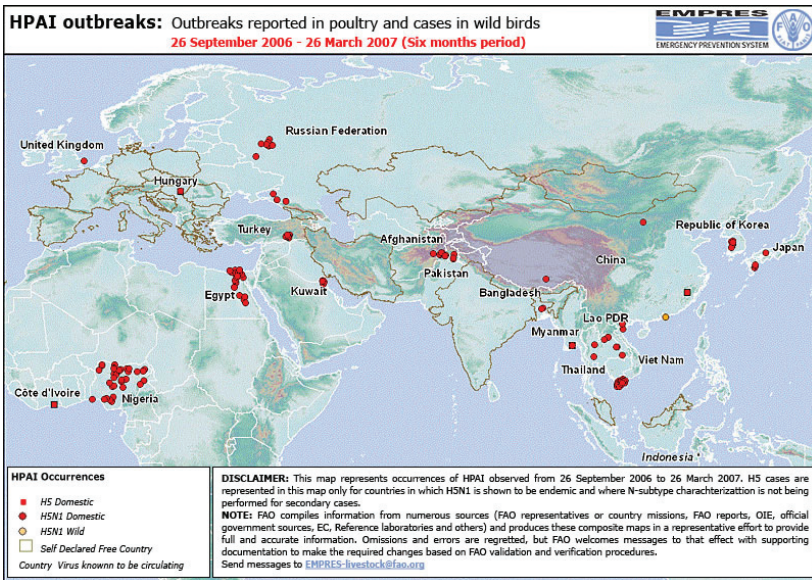 HPAI outbreaks: Outbreaks reported in poultry and cases in wild birds
26 September 2006 - 26 March 2007 (Six months period)
EMPRES
EMERGENCY PREVENTION SYSTEM
Russian Federation
United Kingdom
Hungary
Turkey
Afghanistan
Republic of Korea
Japan
China
Pakistan
Egypt
Kuwait
Bangladesh
Lao PDR
Myanmar
Viet Nam
Thailand
Côte d'Ivoire
Nigeria
Indonesia
HPAI Occurrences
H5 Domestic
H5N1 Domestic
H5N1 Wild
Self Declared Free Country
Country Virus knownn to be circulating
DISCLAIMER: This map represents occurrences of HPAI observed from 26 September 2006 to 26 March 2007. H5 cases are
represented in this map only for countries in which H5N1 is shown to be endemic and where N-subtype charachterization is not being
performed for secondary cases.
NOTE: FAO compiles information from numerous sources (FAO representatives or country missions, FAO reports, OIE, official
government sources, EC, Reference laboratories and others) and produces these composite maps in a representative effort to provide
full and accurate information. Omissions and errors are regretted, but FAO welcomes messages to that effect with supporting
documentation to make the required changes based on FAO validation and verification procedures.
Send messages to EMPRES-livestock@fao.org